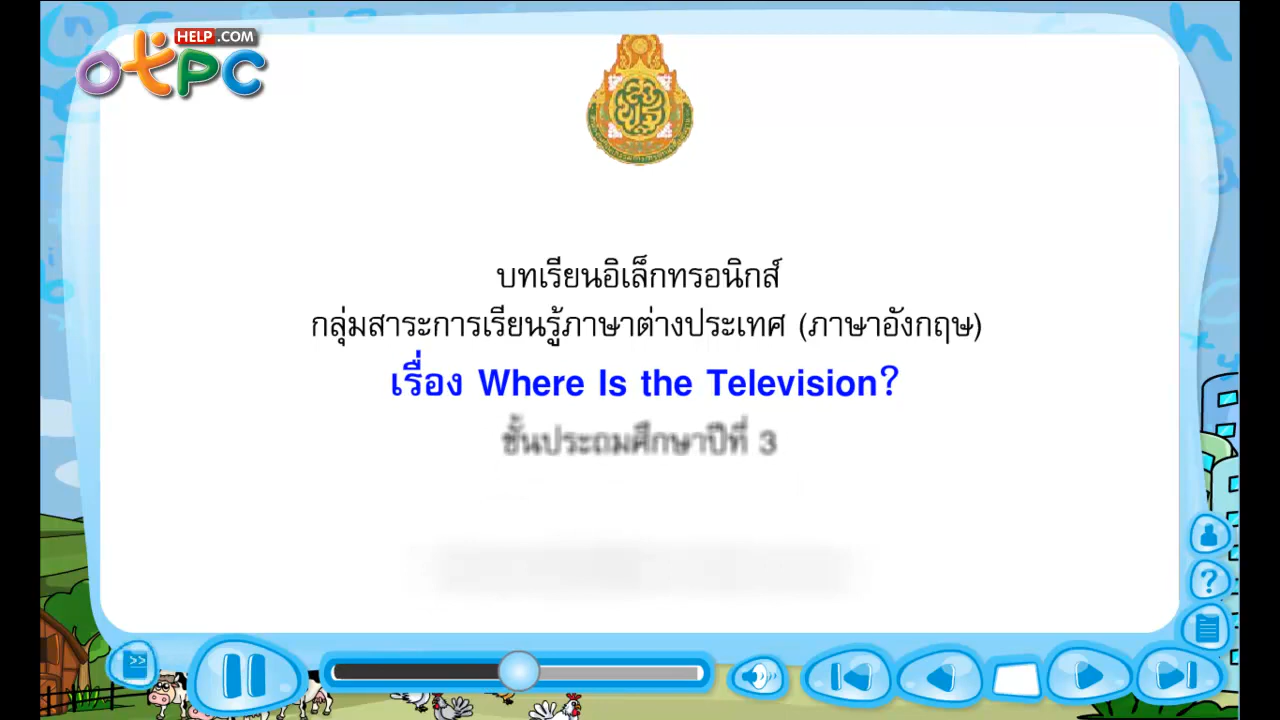 HELP.COM
OTPC
บทเรียนอิเล็กทรอนิกส์
กลุ่มสาระการเรียนรู้ภาษาต่างประเทศ (ภาษาอังกฤษ)
เรื่อง Where Is the Television?
ชั้นประถมศึกษาปีที่ 3